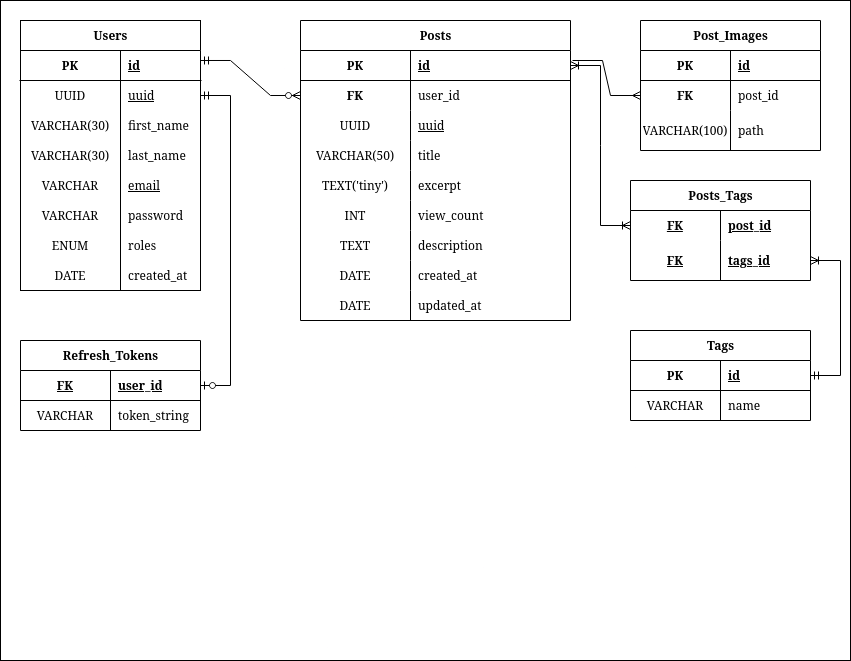 Users
PK id
UUID uuid
VARCHAR(30) first_name
VARCHAR(30) last_name
VARCHAR email
VARCHAR password
ENUM roles
DATE created_at
Refresh_Tokens
FK user_id
VARCHAR token_string
Posts
PK id
FK user_id
UUID uuid
VARCHAR(50) title
TEXT('tiny') excerpt
INT view_count
TEXT description
DATE created_at
DATE updated_at
Post_Images
PK id
FK post_id
VARCHAR(100) path
Posts_Tags
FK post_id
FK tags_id
Tags
PK id
VARCHAR name